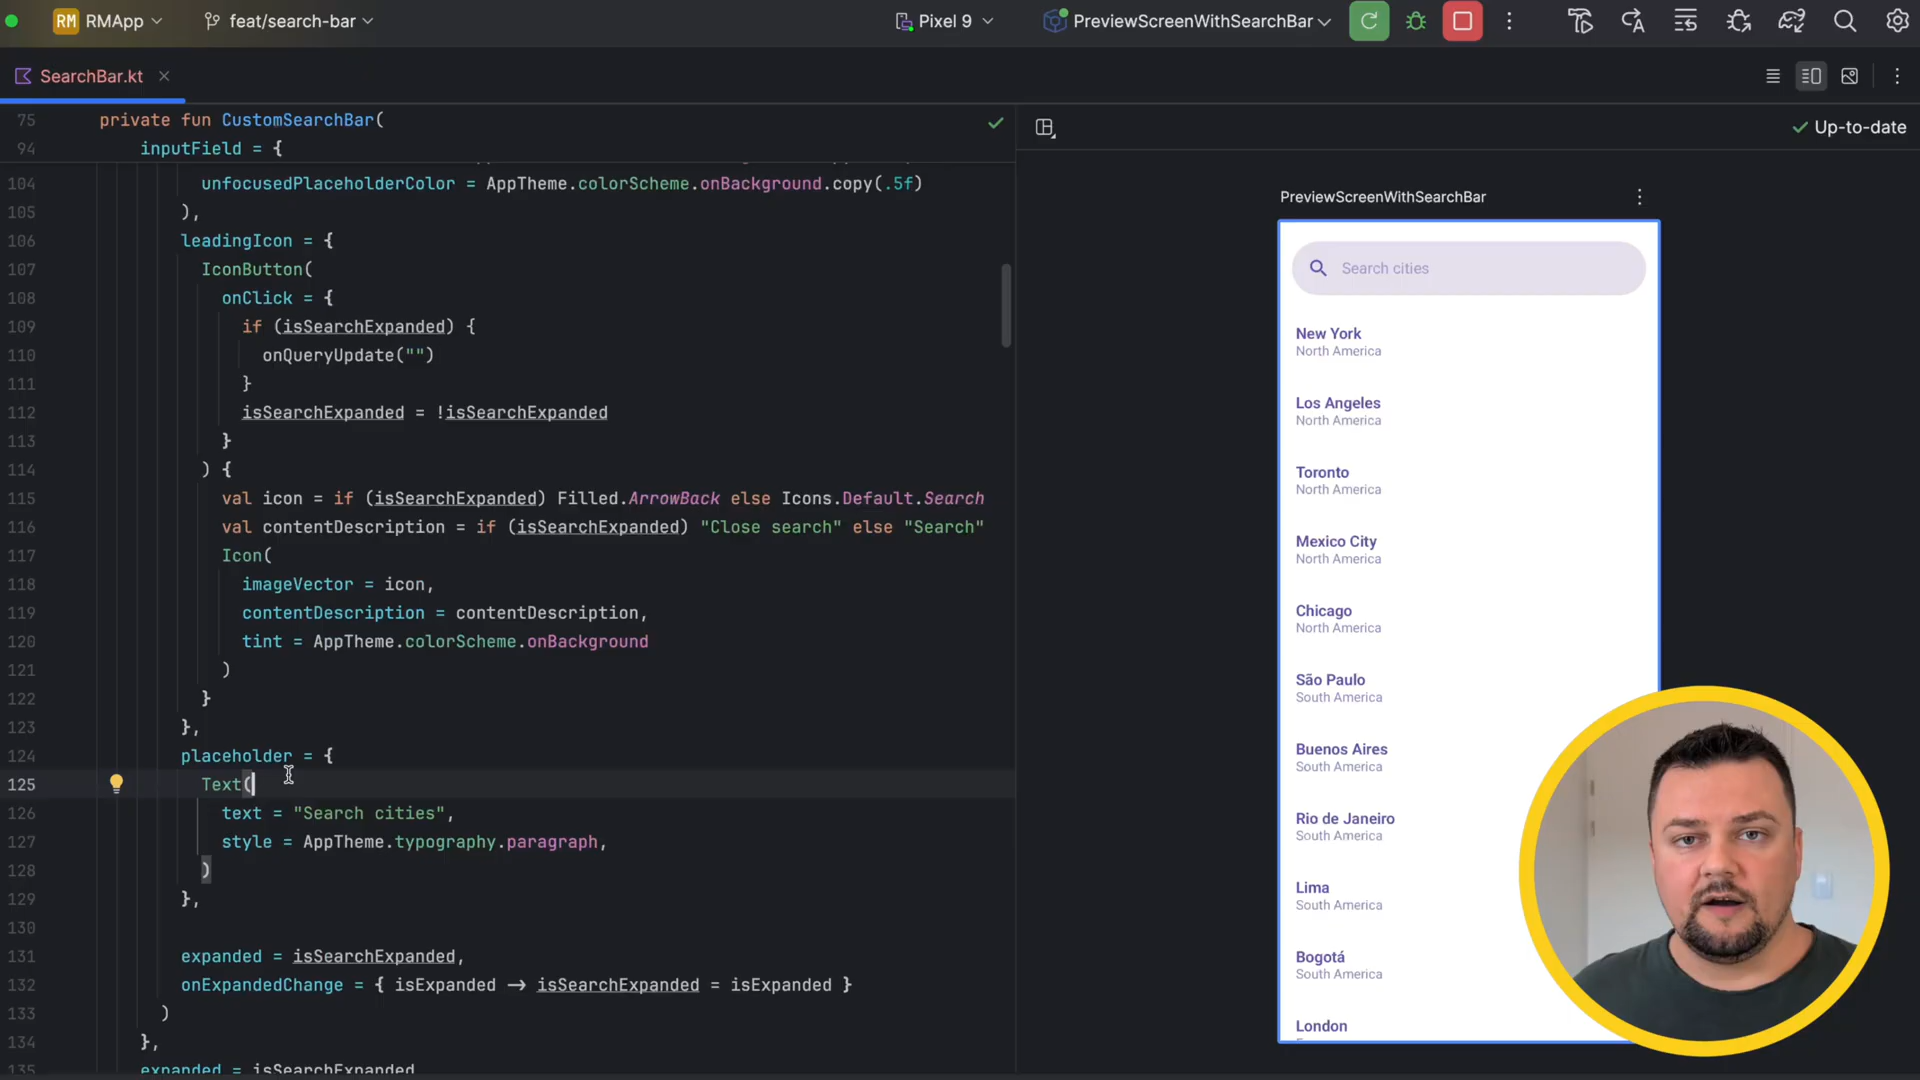 RM RMApp
feat/search-bar
Pixel 9
PreviewScreenWithSearchBar
SearchBar.kt
75 private fun CustomSearchBar(
94 inputField = {
104 unfocusedPlaceholderColor = AppTheme.colorScheme.onBackground.copy(.5f)
105 ),
106 leadingIcon = {
107 IconButton(
108 onClick = {
109 if (isSearchExpanded) {
110 onQueryUpdate("")
111 }
112 isSearchExpanded = !isSearchExpanded
113 }
114 ) {
115 val icon = if (isSearchExpanded) Filled.ArrowBack else Icons.Default.Search
116 val contentDescription = if (isSearchExpanded) "Close search" else "Search"
117 Icon(
118 imageVector = icon,
119 contentDescription = contentDescription,
120 tint = AppTheme.colorScheme.onBackground
121 )
122 }
123 },
124 placeholder = {
125 Text(
126 text = "Search cities",
127 style = AppTheme.typography.paragraph,
128 )
129 },
130
131 expanded = isSearchExpanded,
132 onExpandedChange = { isExpanded → isSearchExpanded = isExpanded }
133 )
134 },
135 expanded = isSearchExpanded
Up-to-date
PreviewScreenWithSearchBar
Search cities
New York
North America
Los Angeles
North America
Toronto
North America
Mexico City
North America
Chicago
North America
São Paulo
South America
Buenos Aires
South America
Rio de Janeiro
South America
Lima
South America
Bogotá
South America
London